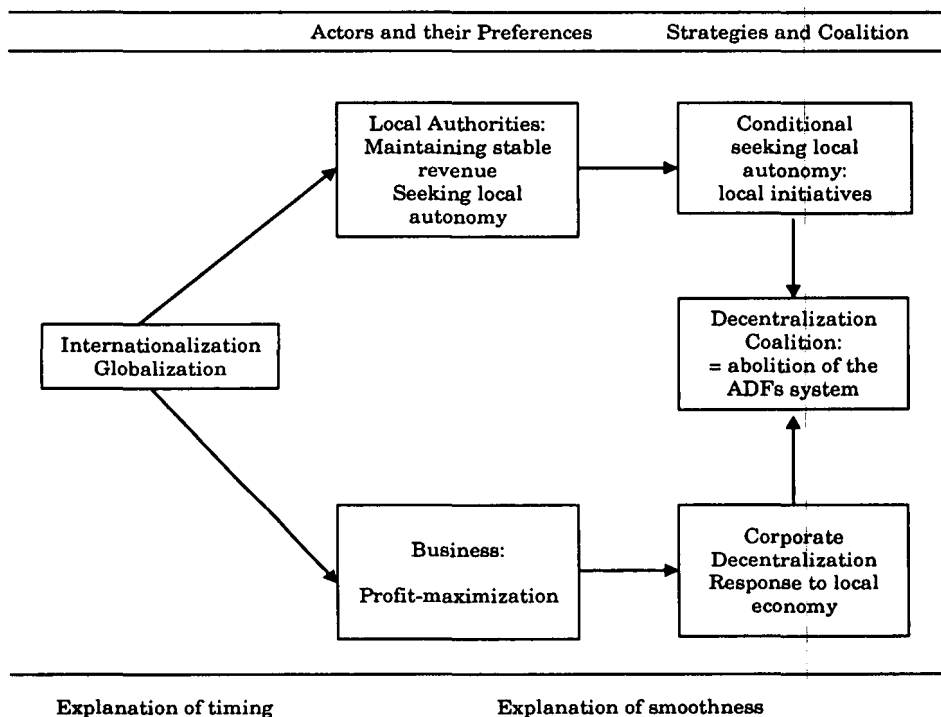 Actors and their Preferences Strategies and Coalition
Local Authorities:
Maintaining stable
revenue
Seeking local
autonomy
Conditional
seeking local
autonomy:
local initiatives
Internationalization
Globalization
Decentralization
Coalition:
= abolition of the
ADFs system
Business:
Profit-maximization
Corporate
Decentralization
Response to local
economy
Explanation of timing Explanation of smoothness